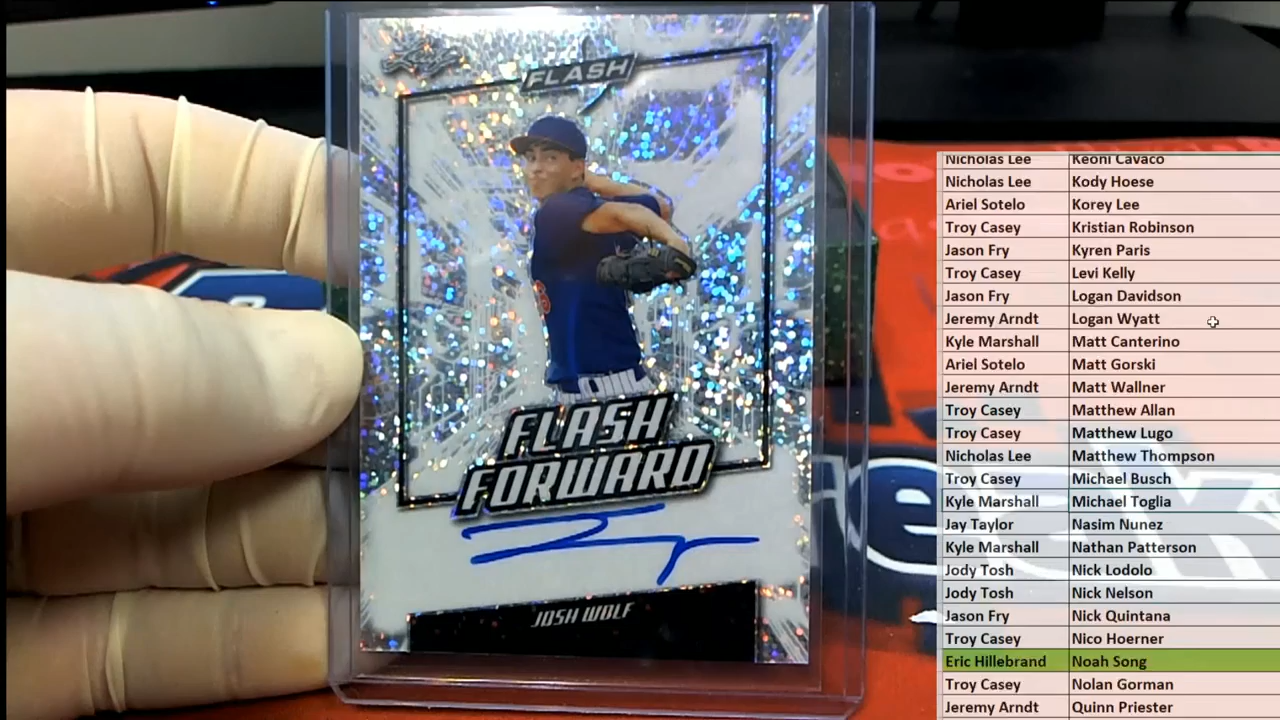 Leaf
FLASH
FLASH
FORWARD
JOSH WOLF
Nicholas Lee Keoni Cavaco
Nicholas Lee Kody Hoese
Ariel Sotelo Korey Lee
Troy Casey Kristian Robinson
Jason Fry Kyren Paris
Troy Casey Levi Kelly
Jason Fry Logan Davidson
Jeremy Arndt Logan Wyatt
Kyle Marshall Matt Canterino
Ariel Sotelo Matt Gorski
Jeremy Arndt Matt Wallner
Troy Casey Matthew Allan
Troy Casey Matthew Lugo
Nicholas Lee Matthew Thompson
Troy Casey Michael Busch
Kyle Marshall Michael Toglia
Jay Taylor Nasim Nunez
Kyle Marshall Nathan Patterson
Jody Tosh Nick Lodolo
Jody Tosh Nick Nelson
Jason Fry Nick Quintana
Troy Casey Nico Hoerner
Eric Hillebrand Noah Song
Troy Casey Nolan Gorman
Jeremy Arndt Quinn Priester